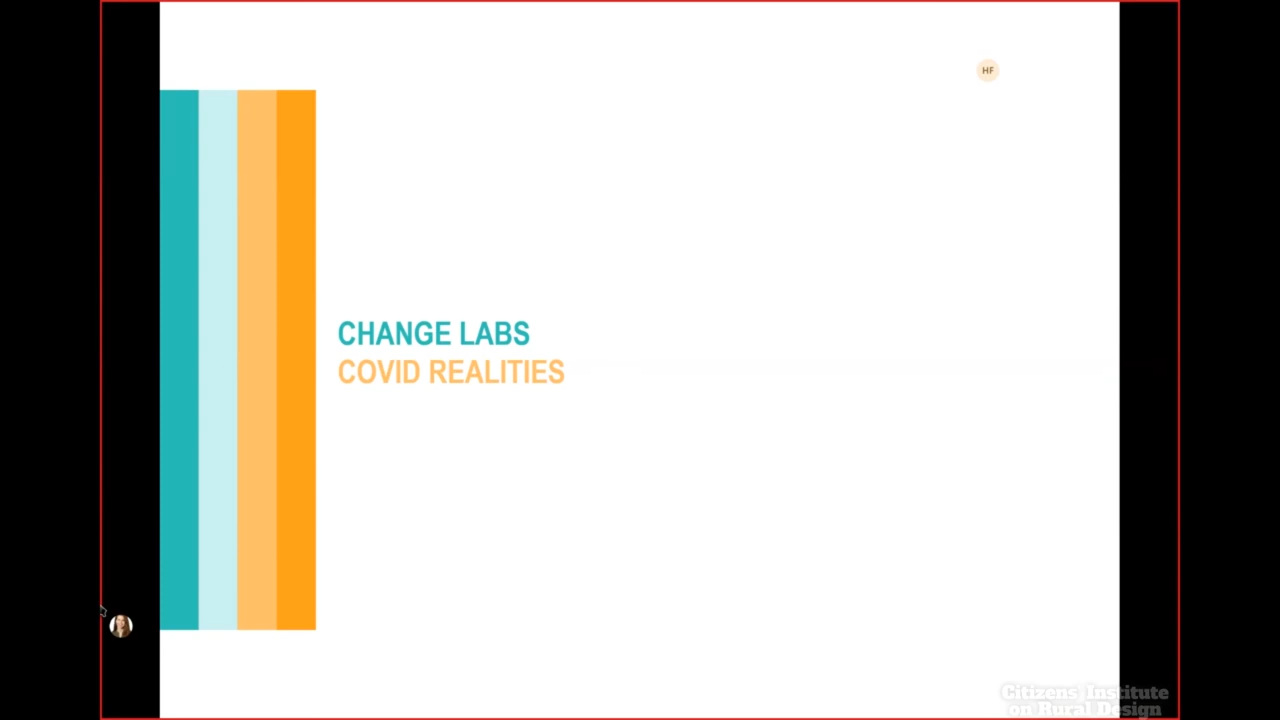 HF
CHANGE LABS
COVID REALITIES
Citizens Institute
on Rural Design